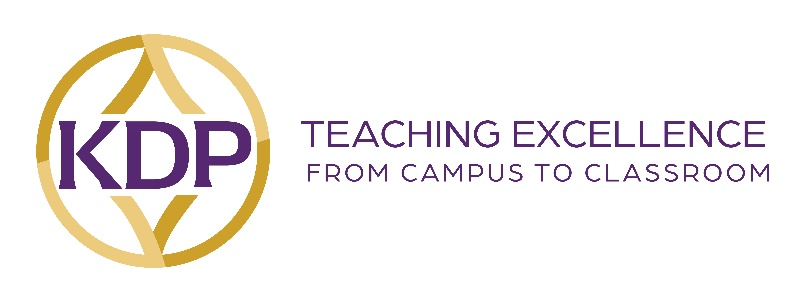 KDP
TEACHING EXCELLENCE
FROM CAMPUS TO CLASSROOM